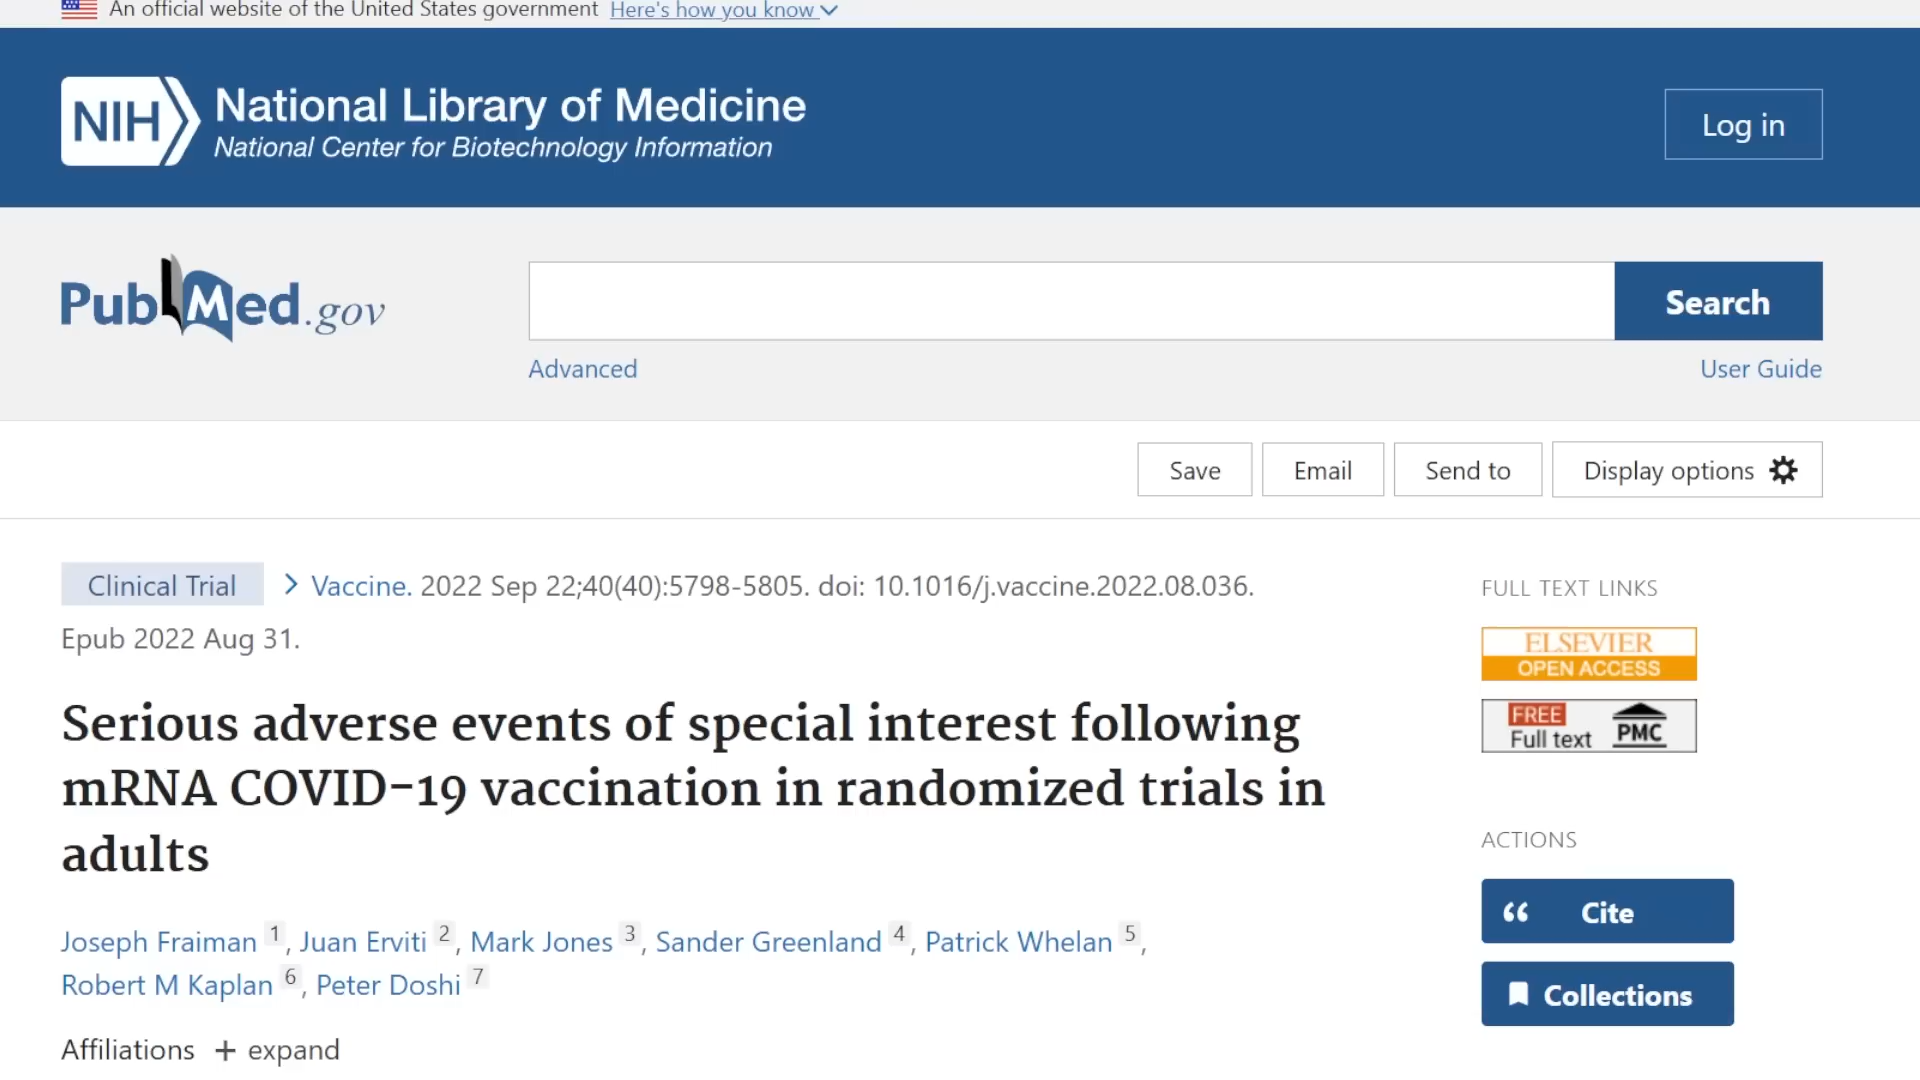 An official website of the United States government Here's how you know
NIH National Library of Medicine
National Center for Biotechnology Information
Log in
PubMed.gov
Search
Advanced
User Guide
Save
Email
Send to
Display options
Clinical Trial
Vaccine. 2022 Sep 22;40(40):5798-5805. doi: 10.1016/j.vaccine.2022.08.036.
Epub 2022 Aug 31.
Serious adverse events of special interest following
mRNA COVID-19 vaccination in randomized trials in
adults
Joseph Fraiman 1, Juan Erviti 2, Mark Jones 3, Sander Greenland 4, Patrick Whelan 5,
Robert M Kaplan 6, Peter Doshi 7
Affiliations + expand
FULL TEXT LINKS
ELSEVIER
OPEN ACCESS
FREE
Full text PMC
ACTIONS
Cite
Collections